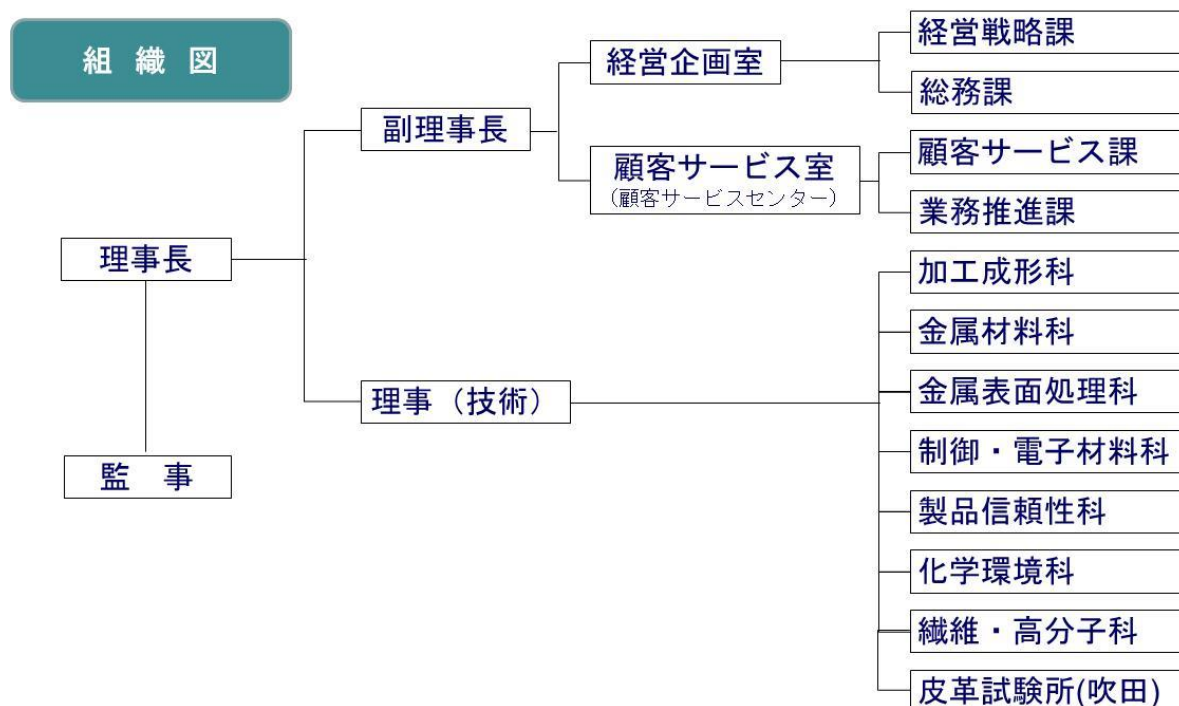 組 織 図
理事長
監 事
副理事長
経営企画室
経営戦略課
総務課
顧客サービス室
(顧客サービスセンター)
顧客サービス課
業務推進課
理事（技術）
加工成形科
金属材料科
金属表面処理科
制御・電子材料科
製品信頼性科
化学環境科
繊維・高分子科
皮革試験所(吹田)